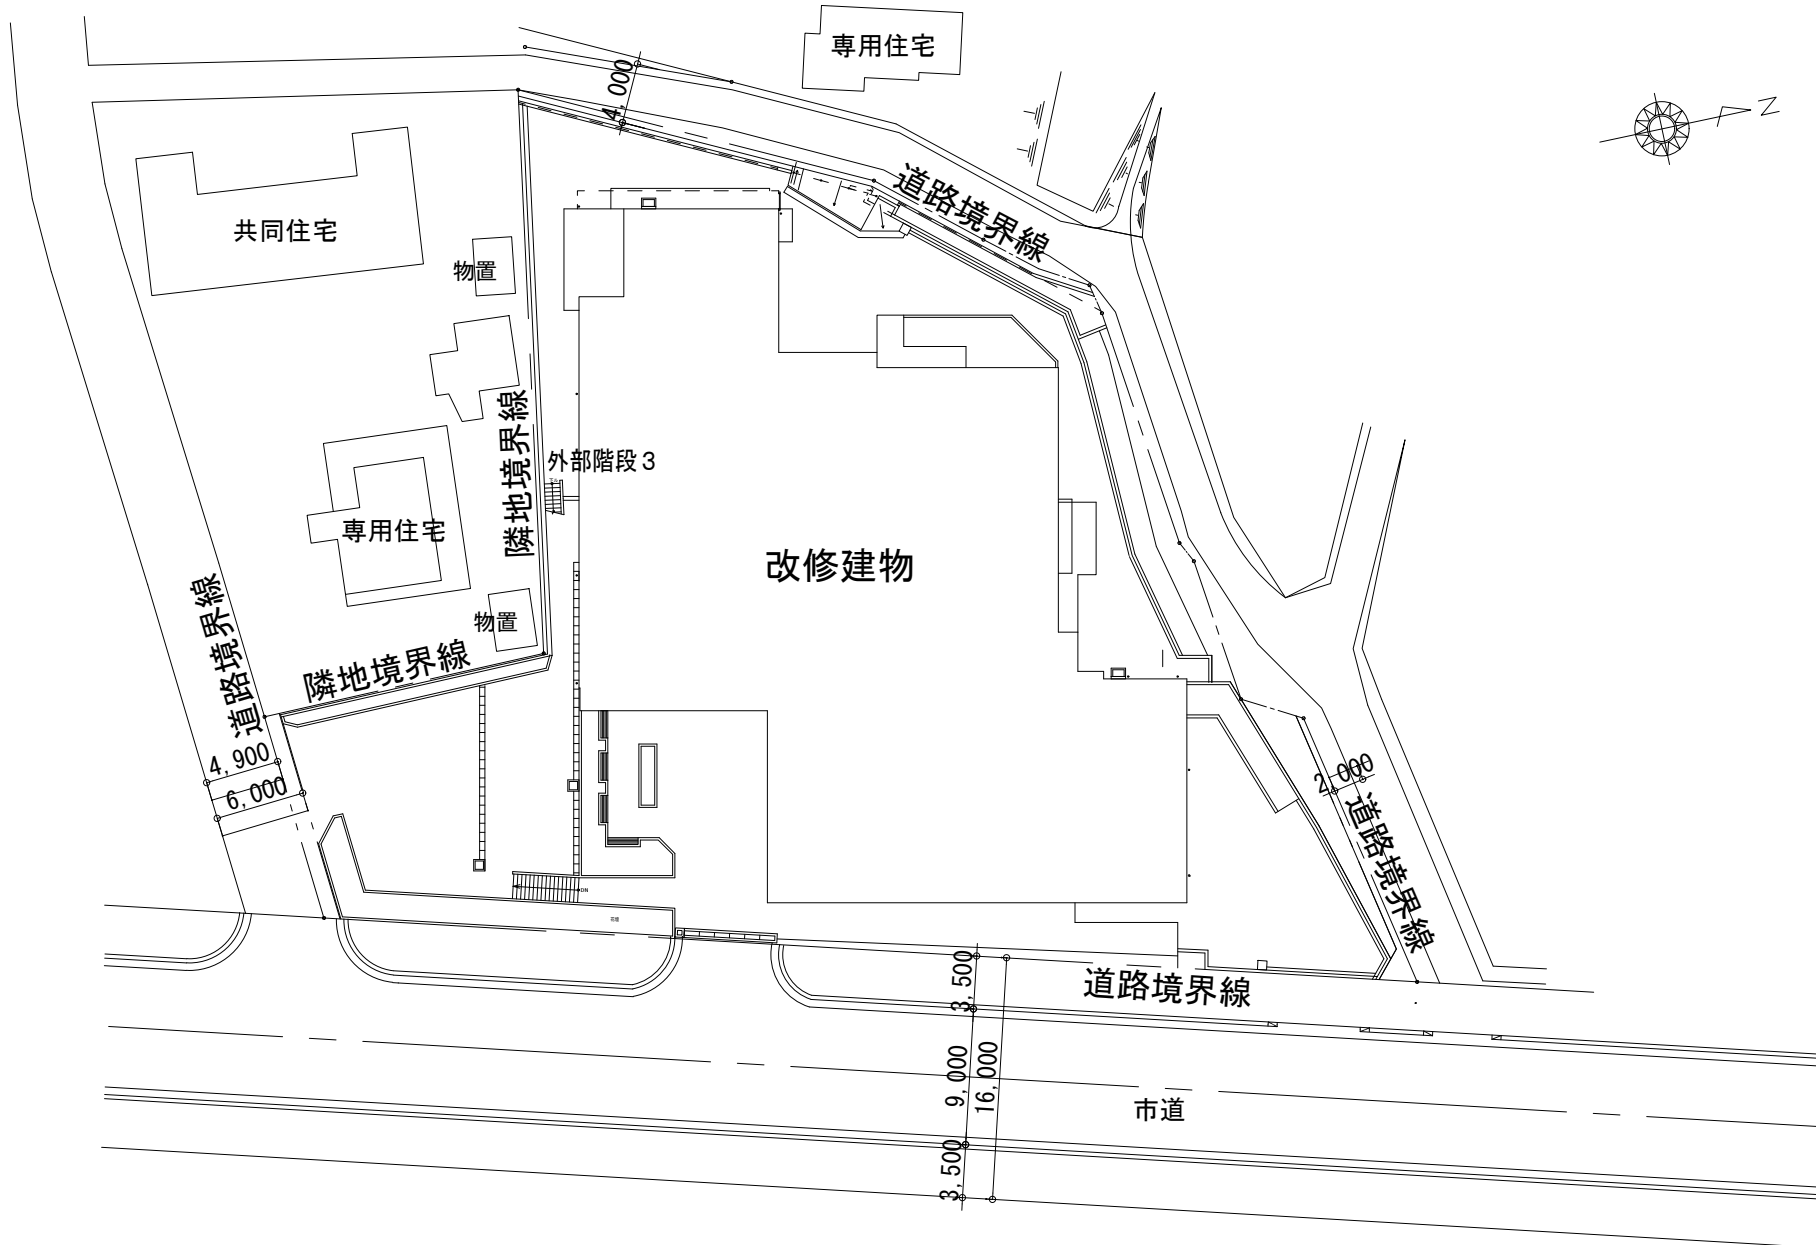 専用住宅
4,000
N
道路境界線
共同住宅
物置
隣地境界線
外部階段3
専用住宅
改修建物
物置
道路境界線
隣地境界線
4,900
6,000
2,000
道路境界線
DN
3,500
道路境界線
9,000
16,000
市道
3,500